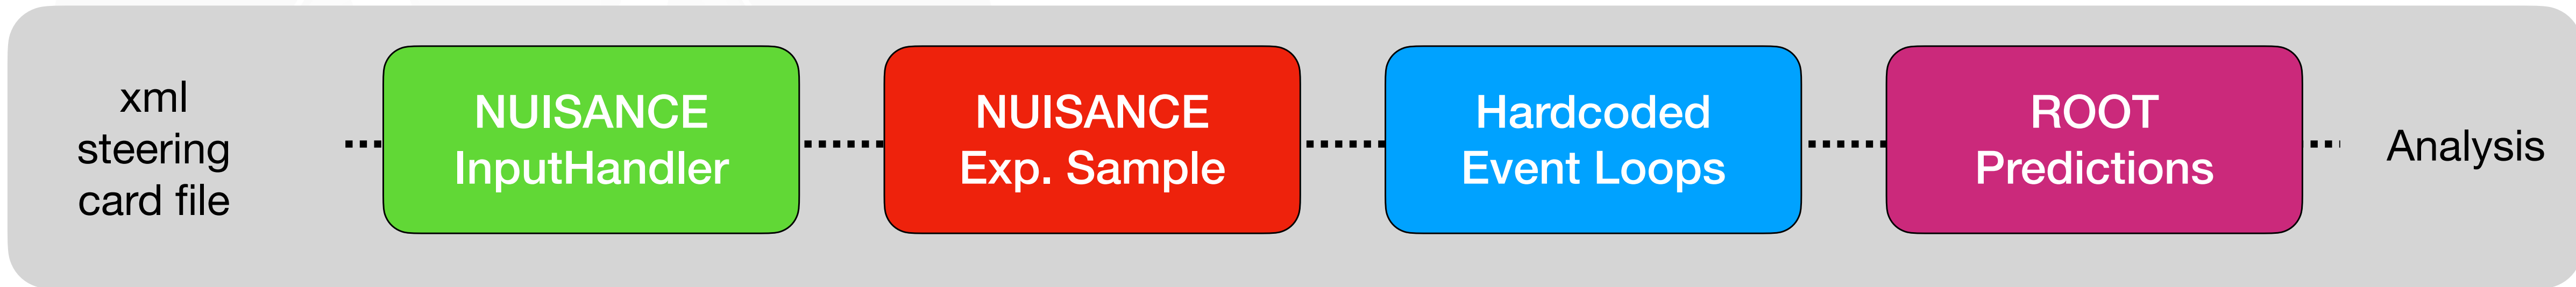 xml
steering
card file
NUISANCE
InputHandler
NUISANCE
Exp. Sample
Hardcoded
Event Loops
ROOT
Predictions
Analysis